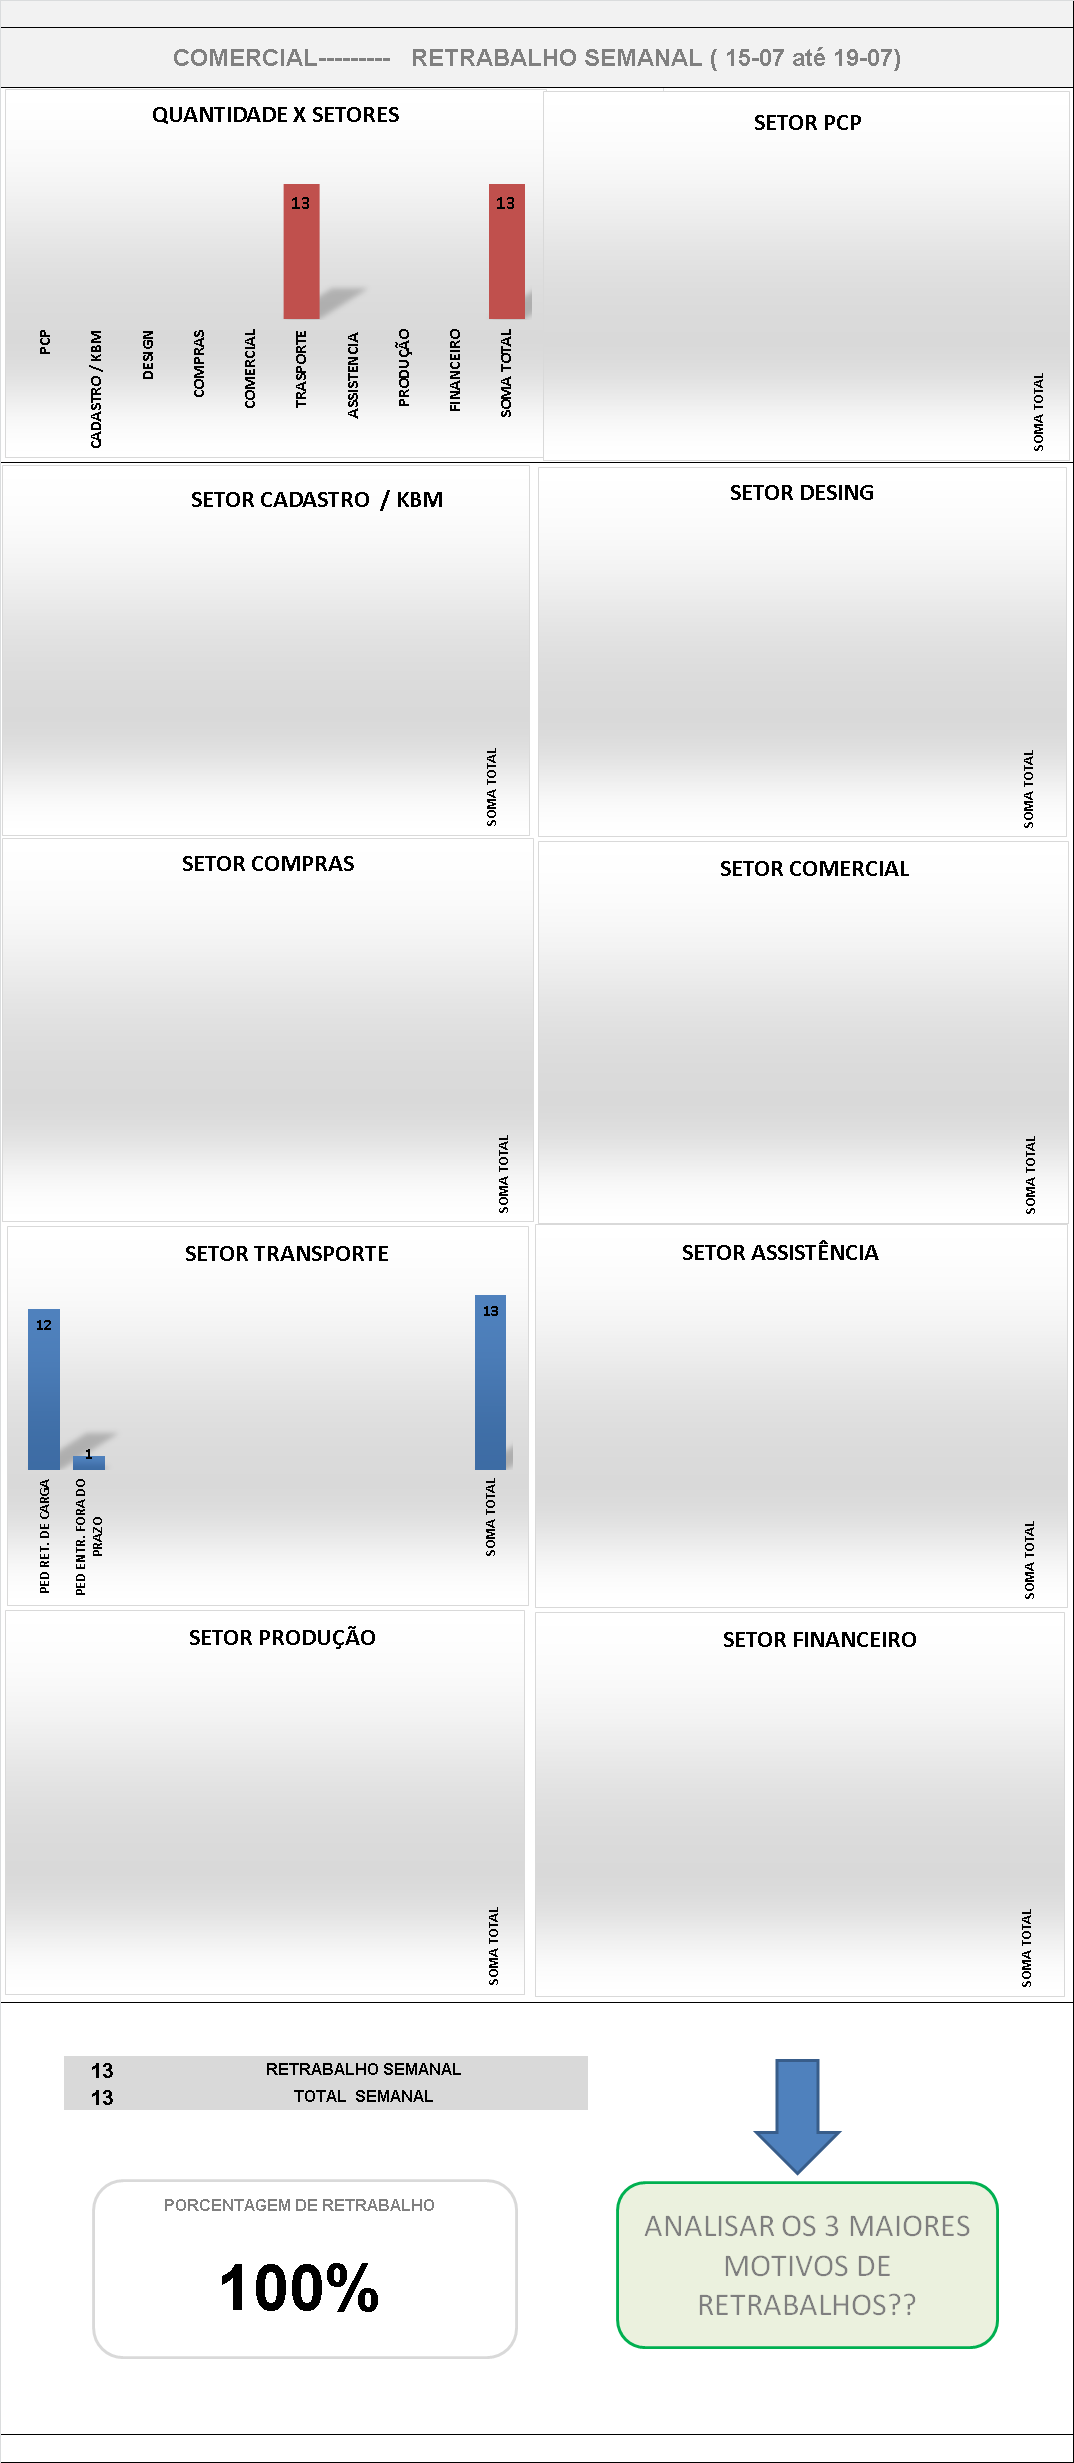 COMERCIAL---------   RETRABALHO SEMANAL ( 15-07 até 19-07)
QUANTIDADE X SETORES
13
13
PCP
CADASTRO / KBM
DESIGN
COMPRAS
COMERCIAL
TRASPORTE
ASSISTENCIA
PRODUÇÃO
FINANCEIRO
SOMA TOTAL
SETOR PCP
SOMA TOTAL
SETOR CADASTRO  / KBM
SOMA TOTAL
SETOR DESING
SOMA TOTAL
SETOR COMPRAS
SOMA TOTAL
SETOR COMERCIAL
SOMA TOTAL
SETOR TRANSPORTE
12
1
13
PED RET. DE CARGA
PED ENTR. FORA DO
PRAZO
SOMA TOTAL
SETOR ASSISTÊNCIA
SOMA TOTAL
SETOR PRODUÇÃO
SOMA TOTAL
SETOR FINANCEIRO
SOMA TOTAL
13 RETRABALHO SEMANAL
13 TOTAL  SEMANAL
PORCENTAGEM DE RETRABALHO
100%
ANALISAR OS 3 MAIORES
MOTIVOS DE
RETRABALHOS??